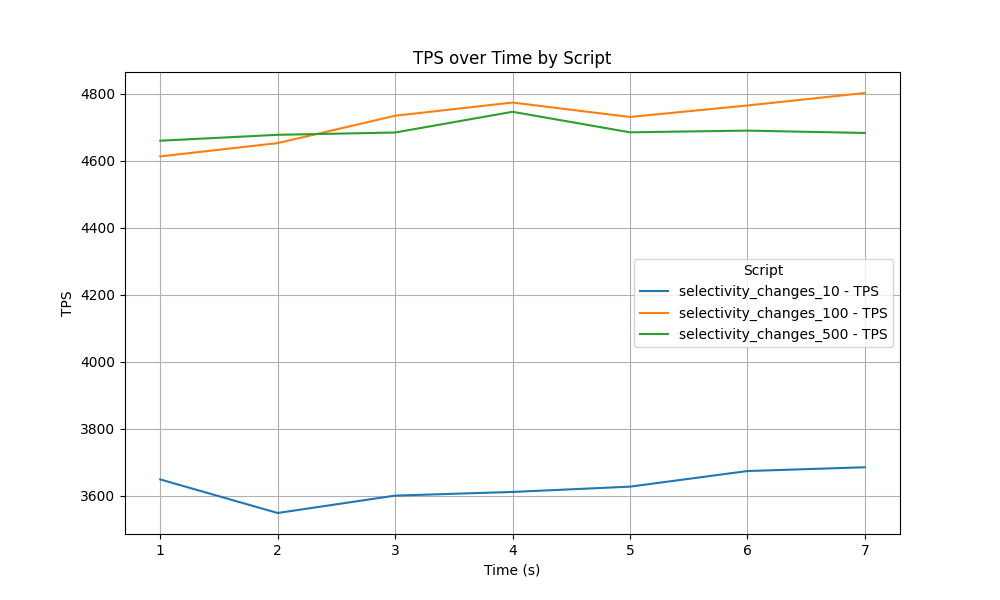 TPS over Time by Script
TPS
4800
4600
4400
4200
4000
3800
3600
Script
selectivity_changes_10 - TPS
selectivity_changes_100 - TPS
selectivity_changes_500 - TPS
1 2 3 4 5 6 7
Time (s)